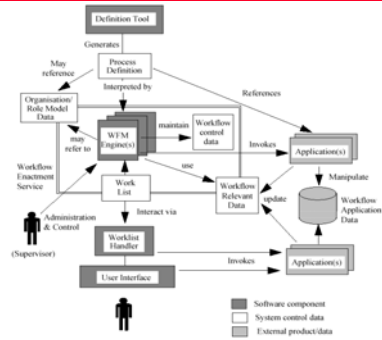 Definition Tool
Generates
May
reference
Process
Definition
References
Interpreted by
Organisation/
Role Model
Data
may
refer to
WFM
Engine(s)
maintain
Workflow
control data
Invokes
Application(s)
Workflow
Enactment
Service
use
Work
List
Workflow
Relevant
Data
update
Manipulate
Workflow
Application
Data
Administration
& Control
(Supervisor)
Interact via
Worklist
Handler
Invokes
User Interface
Application(s)
Software component
System control data
External product/data